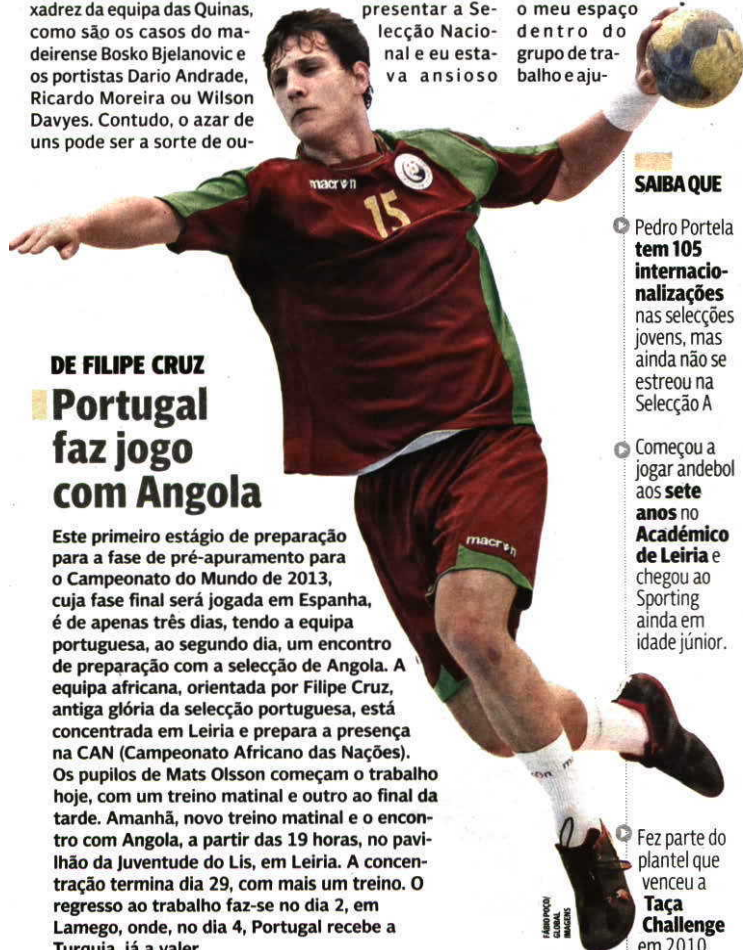 xadrez da equipa das Quinas,
como são os casos do ma-
deirense Bosko Bjelanovic e
os portistas Dario Andrade,
Ricardo Moreira ou Wilson
Davyes. Contudo, o azar de
uns pode ser a sorte de ou-
presentar a Se-
lecção Nacio-
nal e eu esta-
va ansioso
o meu espaço
dentro do
grupo de tra-
balho e aju-
macron
15
macron
DE FILIPE CRUZ
Portugal
faz jogo
com Angola
Este primeiro estágio de preparação
para a fase de pré-apuramento para
o Campeonato do Mundo de 2013,
cuja fase final será jogada em Espanha,
é de apenas três dias, tendo a equipa
portuguesa, ao segundo dia, um encontro
de preparação com a selecção de Angola. A
equipa africana, orientada por Filipe Cruz,
antiga glória da selecção portuguesa, está
concentrada em Leiria e prepara a presença
na CAN (Campeonato Africano das Nações).
Os pupilos de Mats Olsson começam o trabalho
hoje, com um treino matinal e outro ao final da
tarde. Amanhã, novo treino matinal e o encon-
tro com Angola, a partir das 19 horas, no pavi-
lhão da Juventude do Lis, em Leiria. A concen-
tração termina dia 29, com mais um treino. O
regresso ao trabalho faz-se no dia 2, em
Lamego, onde, no dia 4, Portugal recebe a
Turquia, já a valer
FÁBIO POÇO/
GLOBAL
IMAGENS
SAIBA QUE
Pedro Portela
tem 105
internacio-
nalizações
nas selecções
jovens, mas
ainda não se
estreou na
Selecção A
Começou a
jogar andebol
aos sete
anos no
Académico
de Leiria e
chegou ao
Sporting
ainda em
idade júnior.
Fez parte do
plantel que
venceu a
Taça
Challenge
em 2010